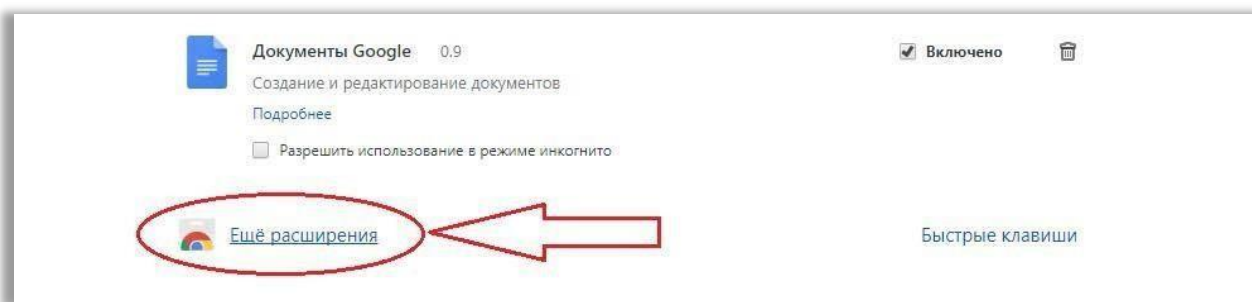 Документы Google 0.9
Включено
Создание и редактирование документов
Подробнее
Разрешить использование в режиме инкогнито
Ещё расширения
Быстрые клавиши